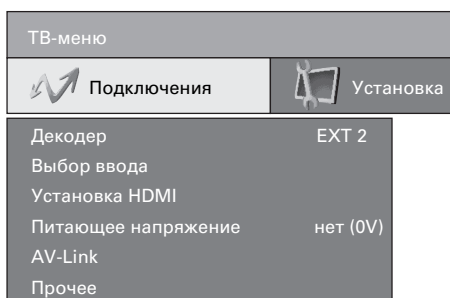 ТВ-меню
Подключения Установка
Декодер EXT 2
Выбор ввода
Установка HDMI
Питающее напряжение нет (0V)
AV-Link
Прочее